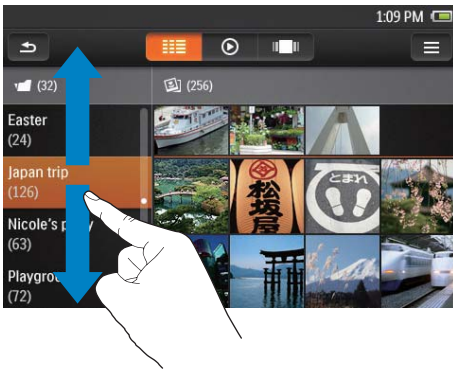 1:09 PM
(32)
(256)
Easter
(24)
Japan trip
(126)
Nicole's p
y
(63)
Playgro
(72)
松坂屋
とまれ